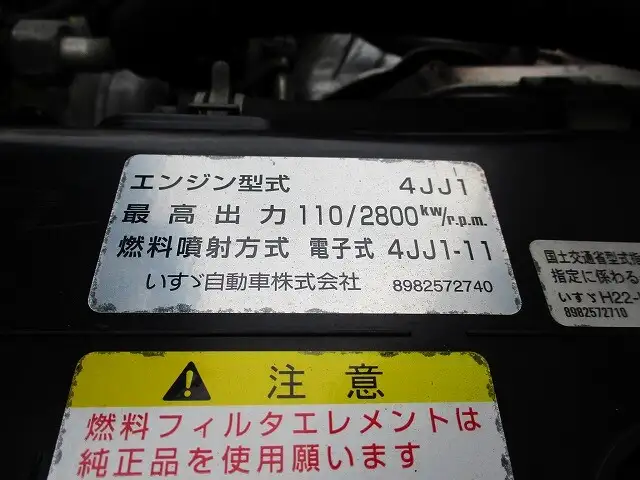 エンジン型式 4JJ1
最高出力 110/2800kw/r.p.m.
燃料噴射方式 電子式 4JJ1-11
いすゞ自動車株式会社 8982572740
国土交通省型式指
指定に係わる
いすゞH22-
8982572710
注意
燃料フィルタエレメントは
純正品を使用願います